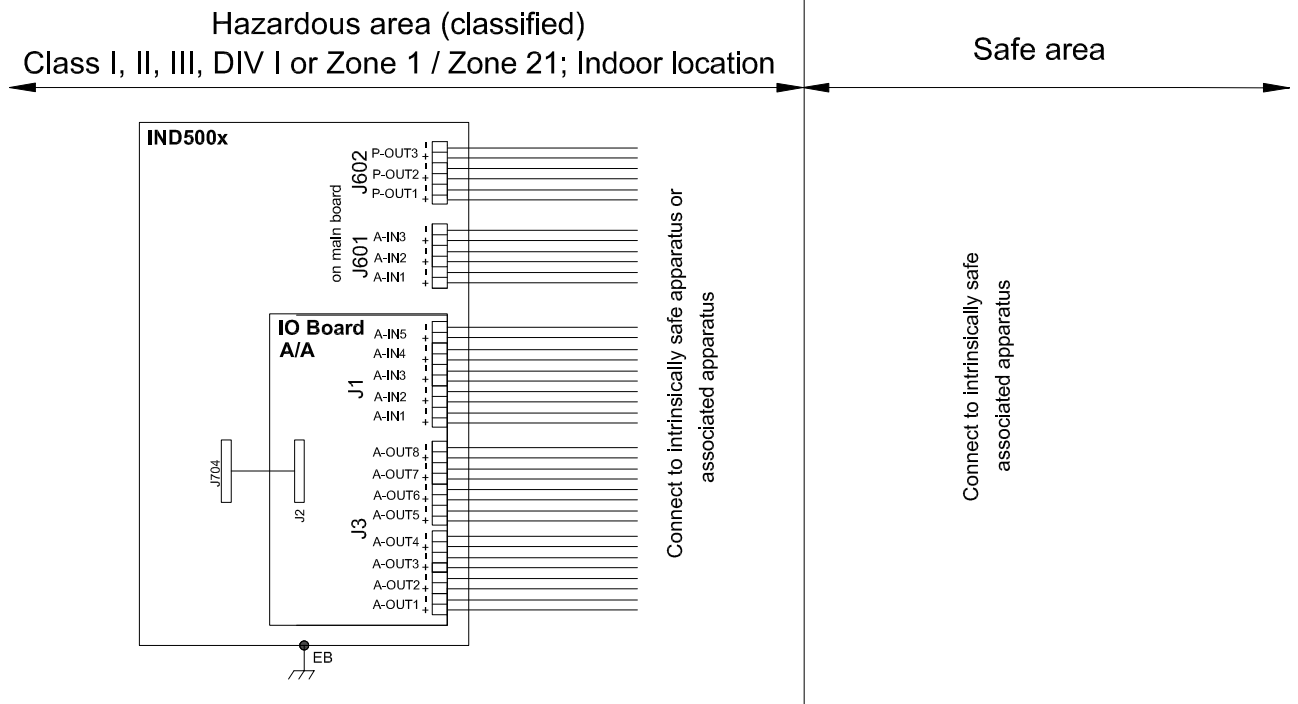 Hazardous area (classified)
Class I, II, III, DIV I or Zone 1 / Zone 21; Indoor location
Safe area
IND500x
on main board
J602
P-OUT3
P-OUT2
P-OUT1
J601
A-IN3
A-IN2
A-IN1
IO Board
A/A
J1
A-IN5
A-IN4
A-IN3
A-IN2
A-IN1
J3
A-OUT8
A-OUT7
A-OUT6
A-OUT5
A-OUT4
A-OUT3
A-OUT2
A-OUT1
J704
J2
EB
Connect to intrinsically safe apparatus or
associated apparatus
Connect to intrinsically safe
associated apparatus